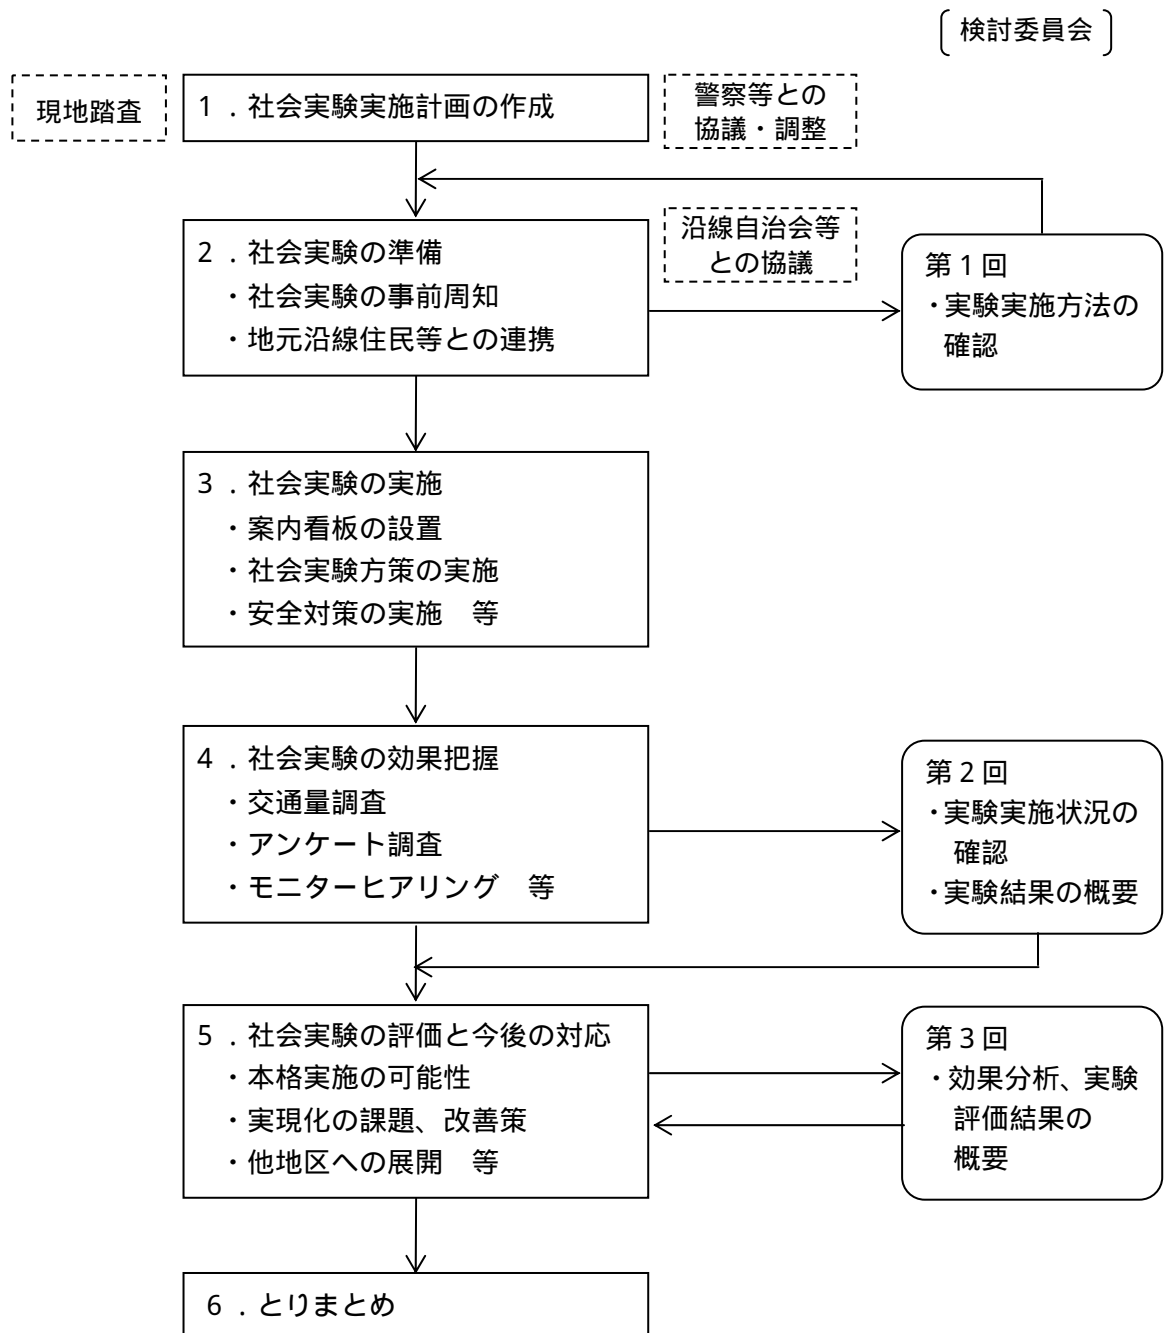 検討委員会
現地踏査
1．社会実験実施計画の作成
警察等との
協議・調整
2．社会実験の準備
・社会実験の事前周知
・地元沿線住民等との連携
沿線自治会等
との協議
第1回
・実験実施方法の
確認
3．社会実験の実施
・案内看板の設置
・社会実験方策の実施
・安全対策の実施　等
4．社会実験の効果把握
・交通量調査
・アンケート調査
・モニターヒアリング　等
第2回
・実験実施状況の
確認
・実験結果の概要
5．社会実験の評価と今後の対応
・本格実施の可能性
・実現化の課題、改善策
・他地区への展開　等
第3回
・効果分析、実験
評価結果の
概要
6．とりまとめ